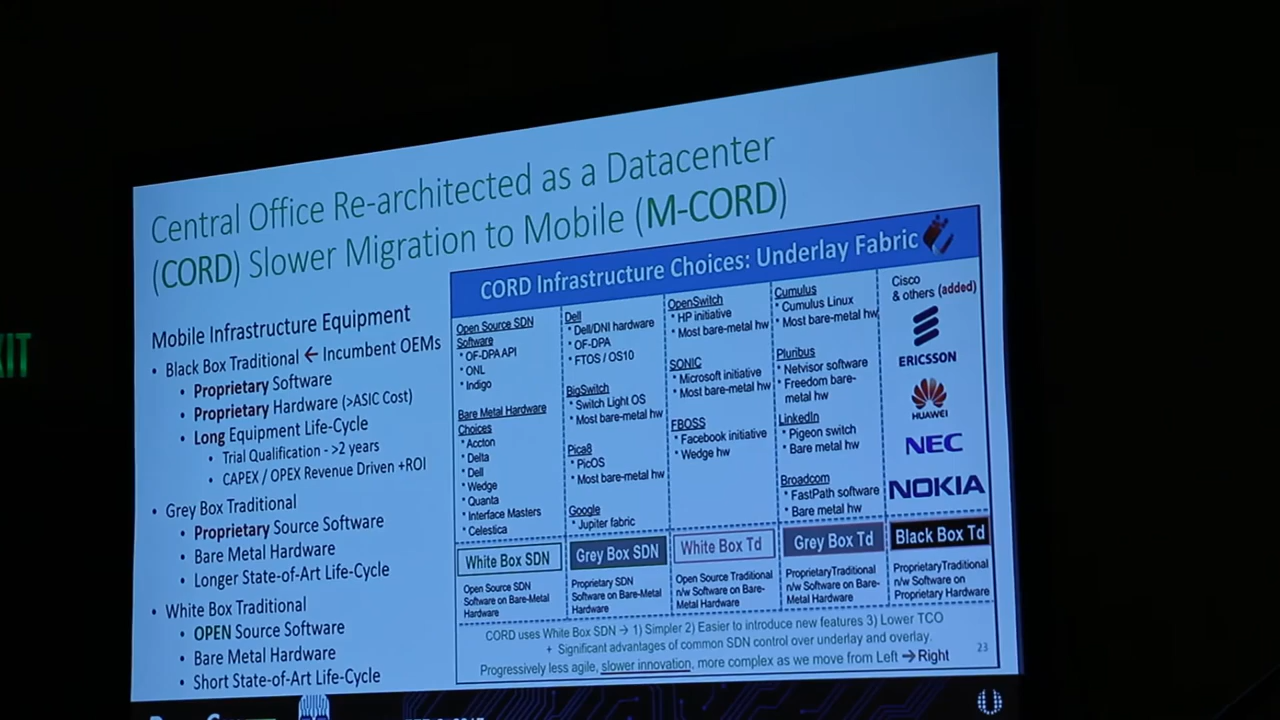 Central Office Re-architected as a Datacenter
(CORD) Slower Migration to Mobile (M-CORD)
Mobile Infrastructure Equipment
• Black Box Traditional ← Incumbent OEMs
• Proprietary Software
• Proprietary Hardware (>ASIC Cost)
• Long Equipment Life-Cycle
• Trial Qualification - >2 years
• CAPEX / OPEX Revenue Driven +ROI
• Grey Box Traditional
• Proprietary Source Software
• Bare Metal Hardware
• Longer State-of-Art Life-Cycle
• White Box Traditional
• OPEN Source Software
• Bare Metal Hardware
• Short State-of-Art Life-Cycle
CORD Infrastructure Choices: Underlay Fabric
Open Source SDN
Software
* OF-DPA API
* ONL
* Indigo
Bare Metal Hardware
Choices
* Accton
* Delta
* Dell
* Wedge
* Quanta
* Interface Masters
* Celestica
White Box SDN
Open Source SDN
Software on Bare-Metal
Hardware
Dell
* Dell/DNI hardware
* OF-DPA
* FTOS / OS10
BigSwitch
* Switch Light OS
* Most bare-metal hw
Pica8
* PicOS
* Most bare-metal hw
Google
* Jupiter fabric
Grey Box SDN
Proprietary SDN
Software on Bare-Metal
Hardware
OpenSwitch
* HP initiative
* Most bare-metal hw
SONIC
* Microsoft initiative
* Most bare-metal hw
FBOSS
* Facebook initiative
* Wedge hw
White Box Td
Open Source Traditional
n/w Software on Bare-
Metal Hardware
Cumulus
* Cumulus Linux
* Most bare-metal hw
Pluribus
* Netvisor software
* Freedom bare-
metal hw
LinkedIn
* Pigeon switch
* Bare metal hw
Broadcom
* FastPath software
* Bare metal hw
Grey Box Td
Proprietary Traditional
n/w Software on Bare-
Metal Hardware
Cisco
& others (added)
ERICSSON
HUAWEI
NEC
NOKIA
Black Box Td
Proprietary Traditional
n/w Software on
Proprietary Hardware
CORD uses White Box SDN → 1) Simpler 2) Easier to introduce new features 3) Lower TCO
+ Significant advantages of common SDN control over underlay and overlay.
Progressively less agile, slower innovation, more complex as we move from Left → Right
23